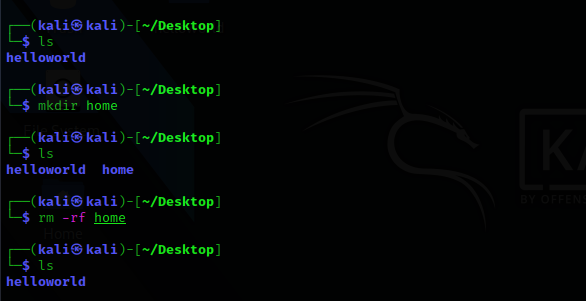 ┌──(kali㉿kali)-[~/Desktop]
└─$ ls
helloworld
┌──(kali㉿kali)-[~/Desktop]
└─$ mkdir home
┌──(kali㉿kali)-[~/Desktop]
└─$ ls
helloworld  home
┌──(kali㉿kali)-[~/Desktop]
└─$ rm -rf home
Home
┌──(kali㉿kali)-[~/Desktop]
└─$ ls
helloworld
KA
BY OFFENS